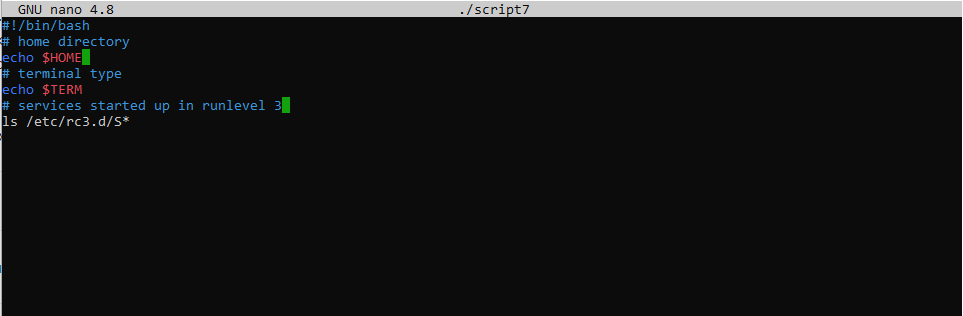 GNU nano 4.8 ./script7
#!/bin/bash
# home directory
echo $HOME
# terminal type
echo $TERM
# services started up in runlevel 3
ls /etc/rc3.d/S*